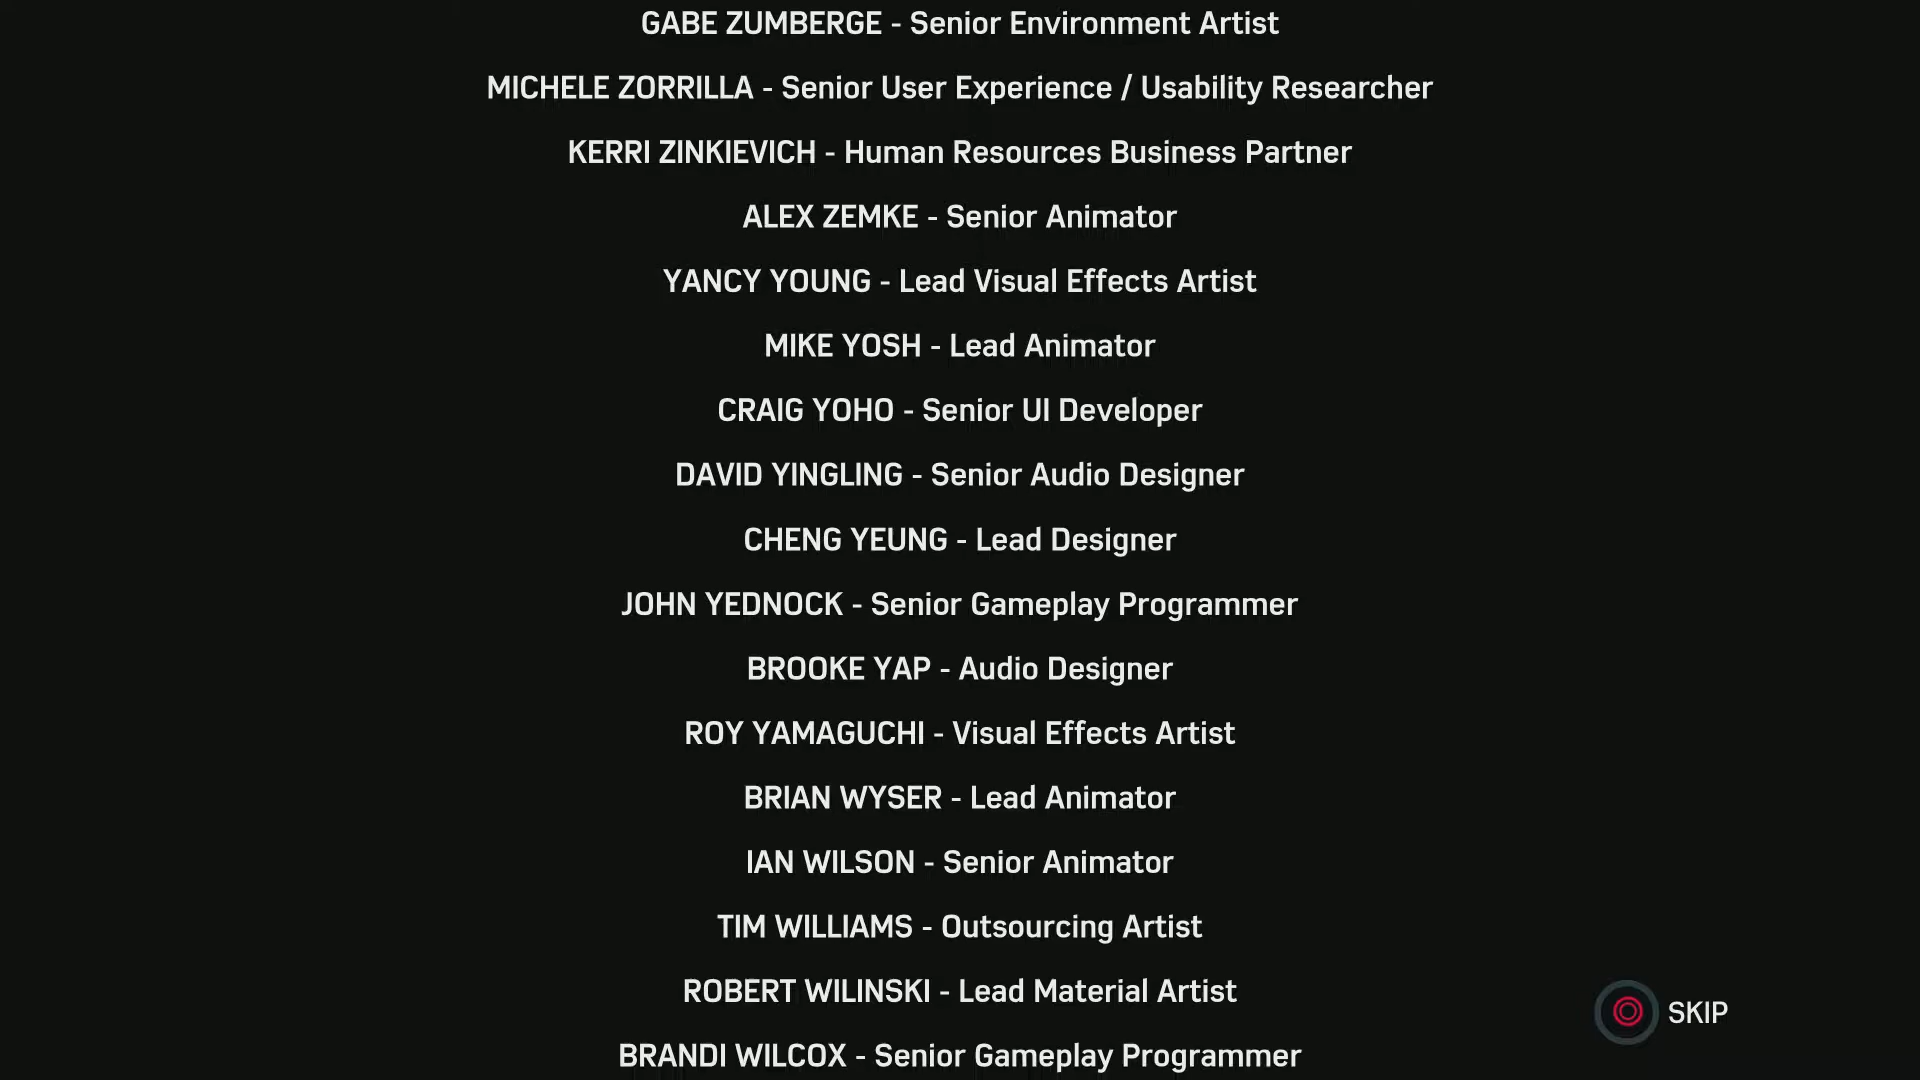 GABE ZUMBERGE - Senior Environment Artist
MICHELE ZORRILLA - Senior User Experience / Usability Researcher
KERRI ZINKIEVICH - Human Resources Business Partner
ALEX ZEMKE - Senior Animator
YANCY YOUNG - Lead Visual Effects Artist
MIKE YOSH - Lead Animator
CRAIG YOHO - Senior UI Developer
DAVID YINGLING - Senior Audio Designer
CHENG YEUNG - Lead Designer
JOHN YEDNOCK - Senior Gameplay Programmer
BROOKE YAP - Audio Designer
ROY YAMAGUCHI - Visual Effects Artist
BRIAN WYSER - Lead Animator
IAN WILSON - Senior Animator
TIM WILLIAMS - Outsourcing Artist
ROBERT WILINSKI - Lead Material Artist
SKIP
BRANDI WILCOX - Senior Gameplay Programmer